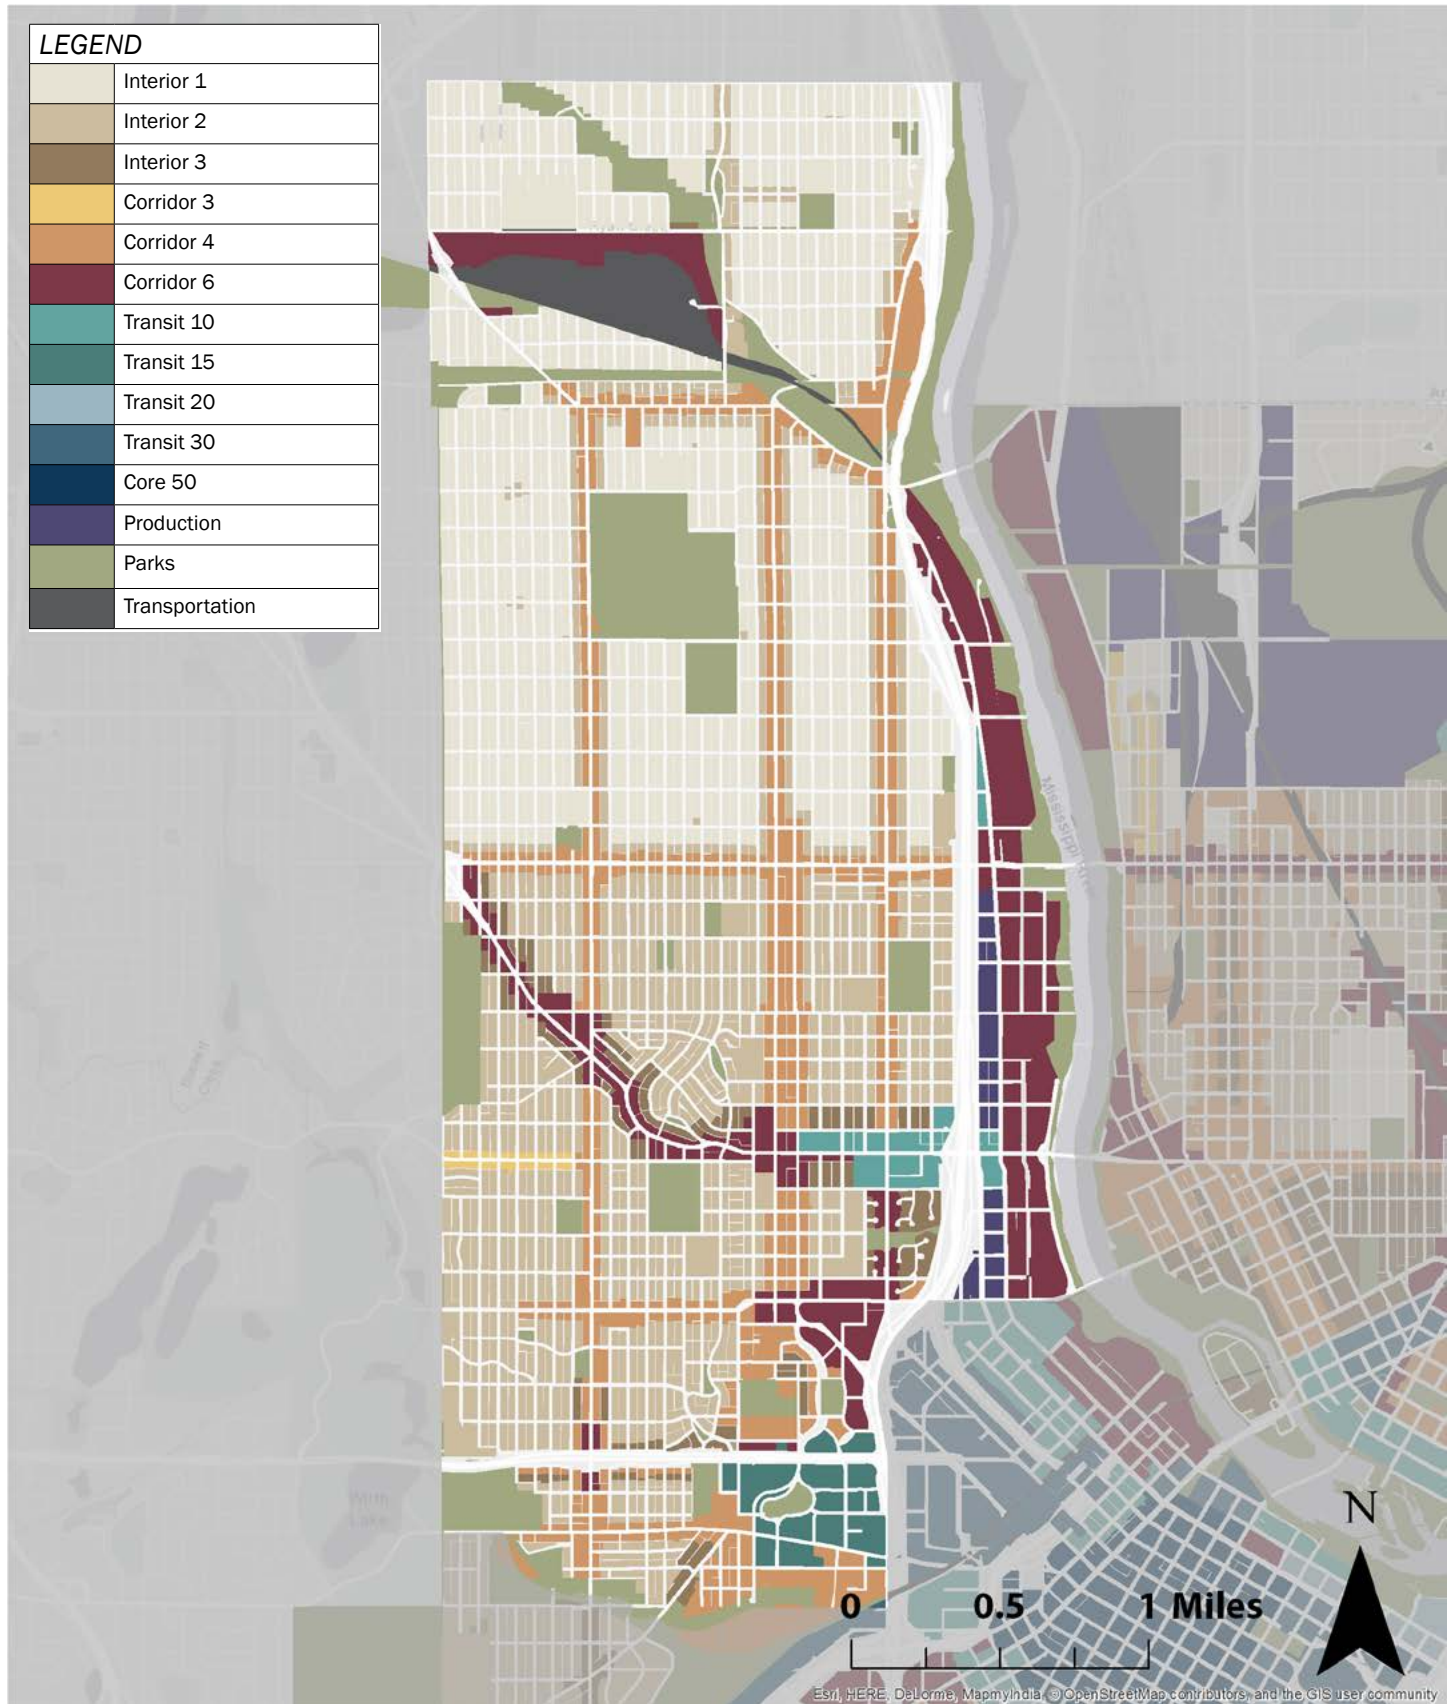 LEGEND
Interior 1
Interior 2
Interior 3
Corridor 3
Corridor 4
Corridor 6
Transit 10
Transit 15
Transit 20
Transit 30
Core 50
Production
Parks
Transportation
Mississippi
N
0 0.5 1 Miles
Esri, HERE, DeLorme, MapmyIndia, © OpenStreetMap contributors, and the GIS user community